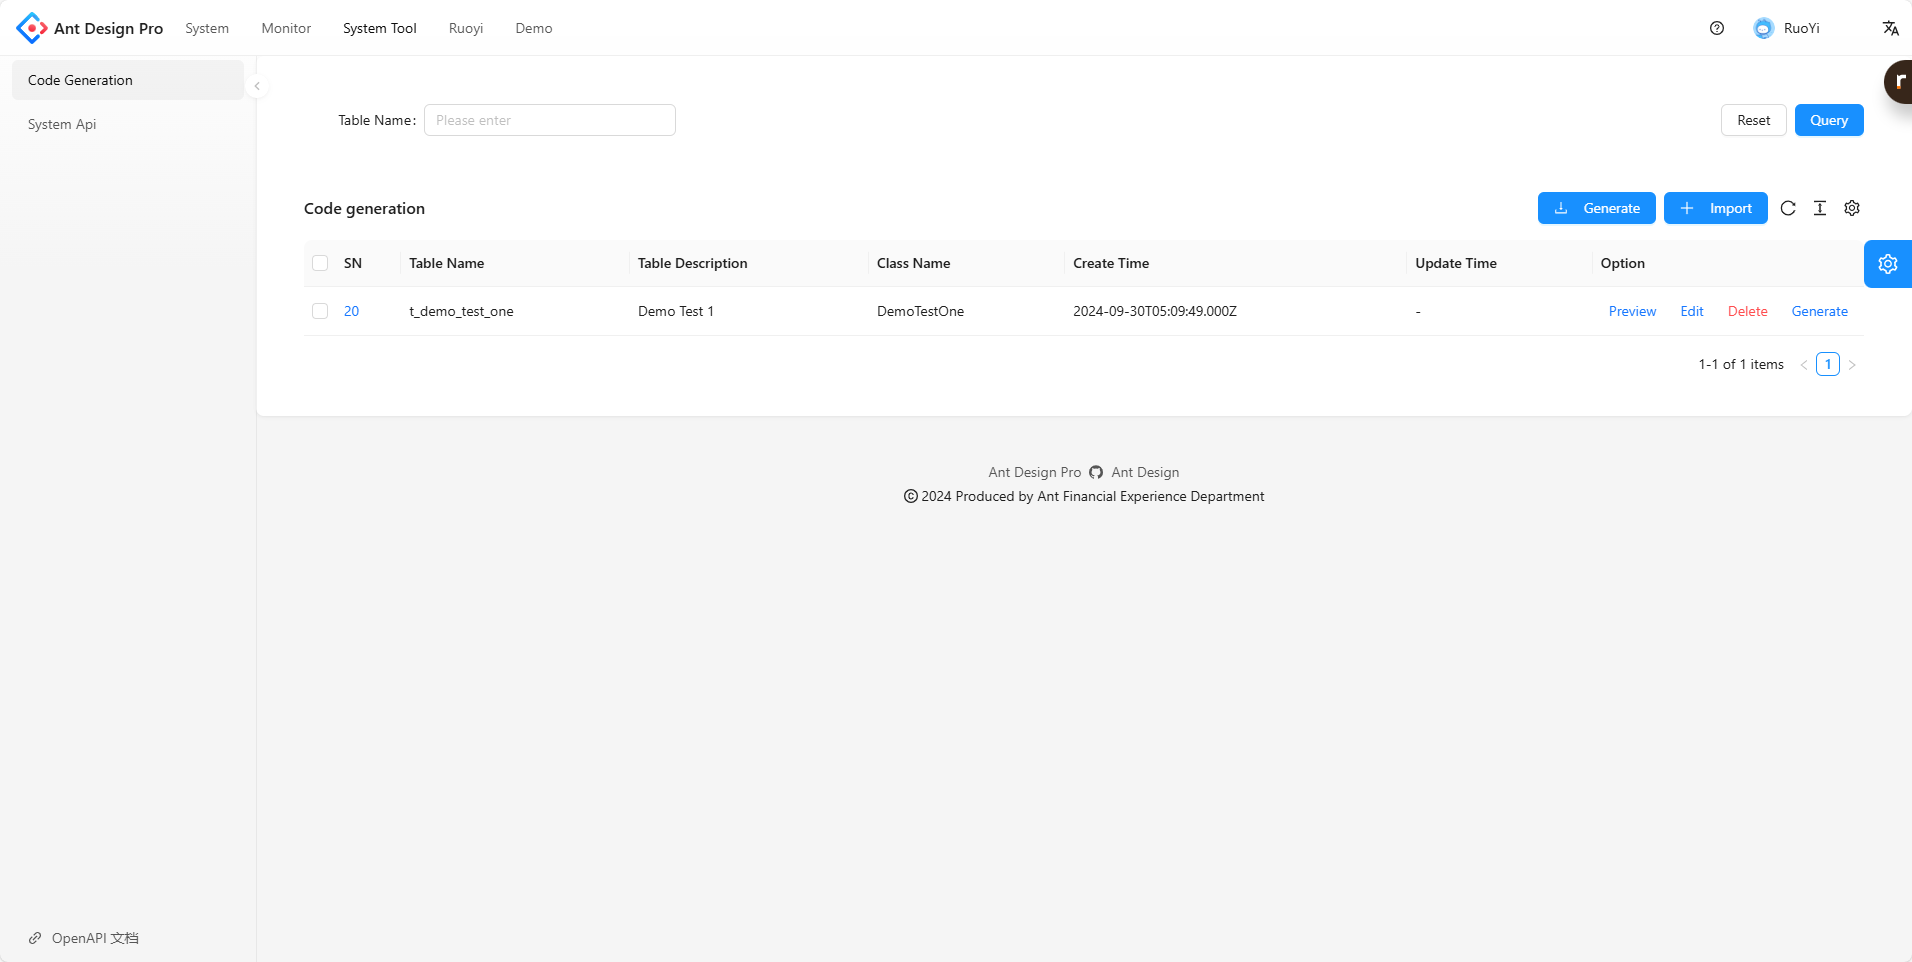 Ant Design Pro System Monitor System Tool Ruoyi Demo RuoYi
Code Generation
System Api
Table Name: Please enter Reset Query
Code generation Generate Import
SN Table Name Table Description Class Name Create Time Update Time Option
20 t_demo_test_one Demo Test 1 DemoTestOne 2024-09-30T05:09:49.000Z - Preview Edit Delete Generate
1-1 of 1 items 1
Ant Design Pro Ant Design
© 2024 Produced by Ant Financial Experience Department
OpenAPI 文档